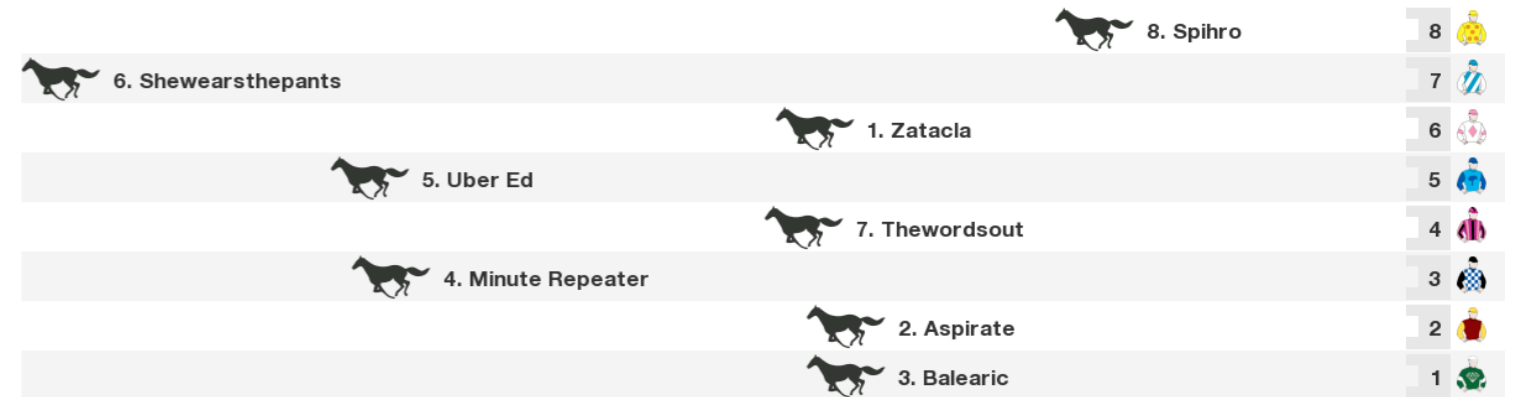 8. Spihro 8
6. Shewearsthepants 7
1. Zatacla 6
5. Uber Ed 5
7. Thewordsout 4
4. Minute Repeater 3
2. Aspirate 2
3. Balearic 1